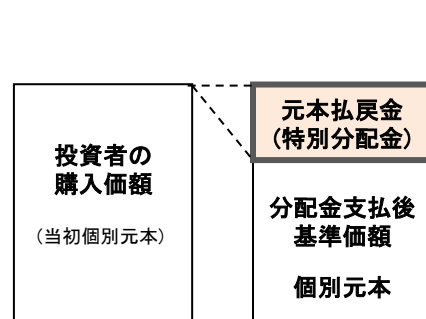 投資者の
購入価額
(当初個別元本)
元本払戻金
(特別分配金)
分配金支払後
基準価額
個別元本